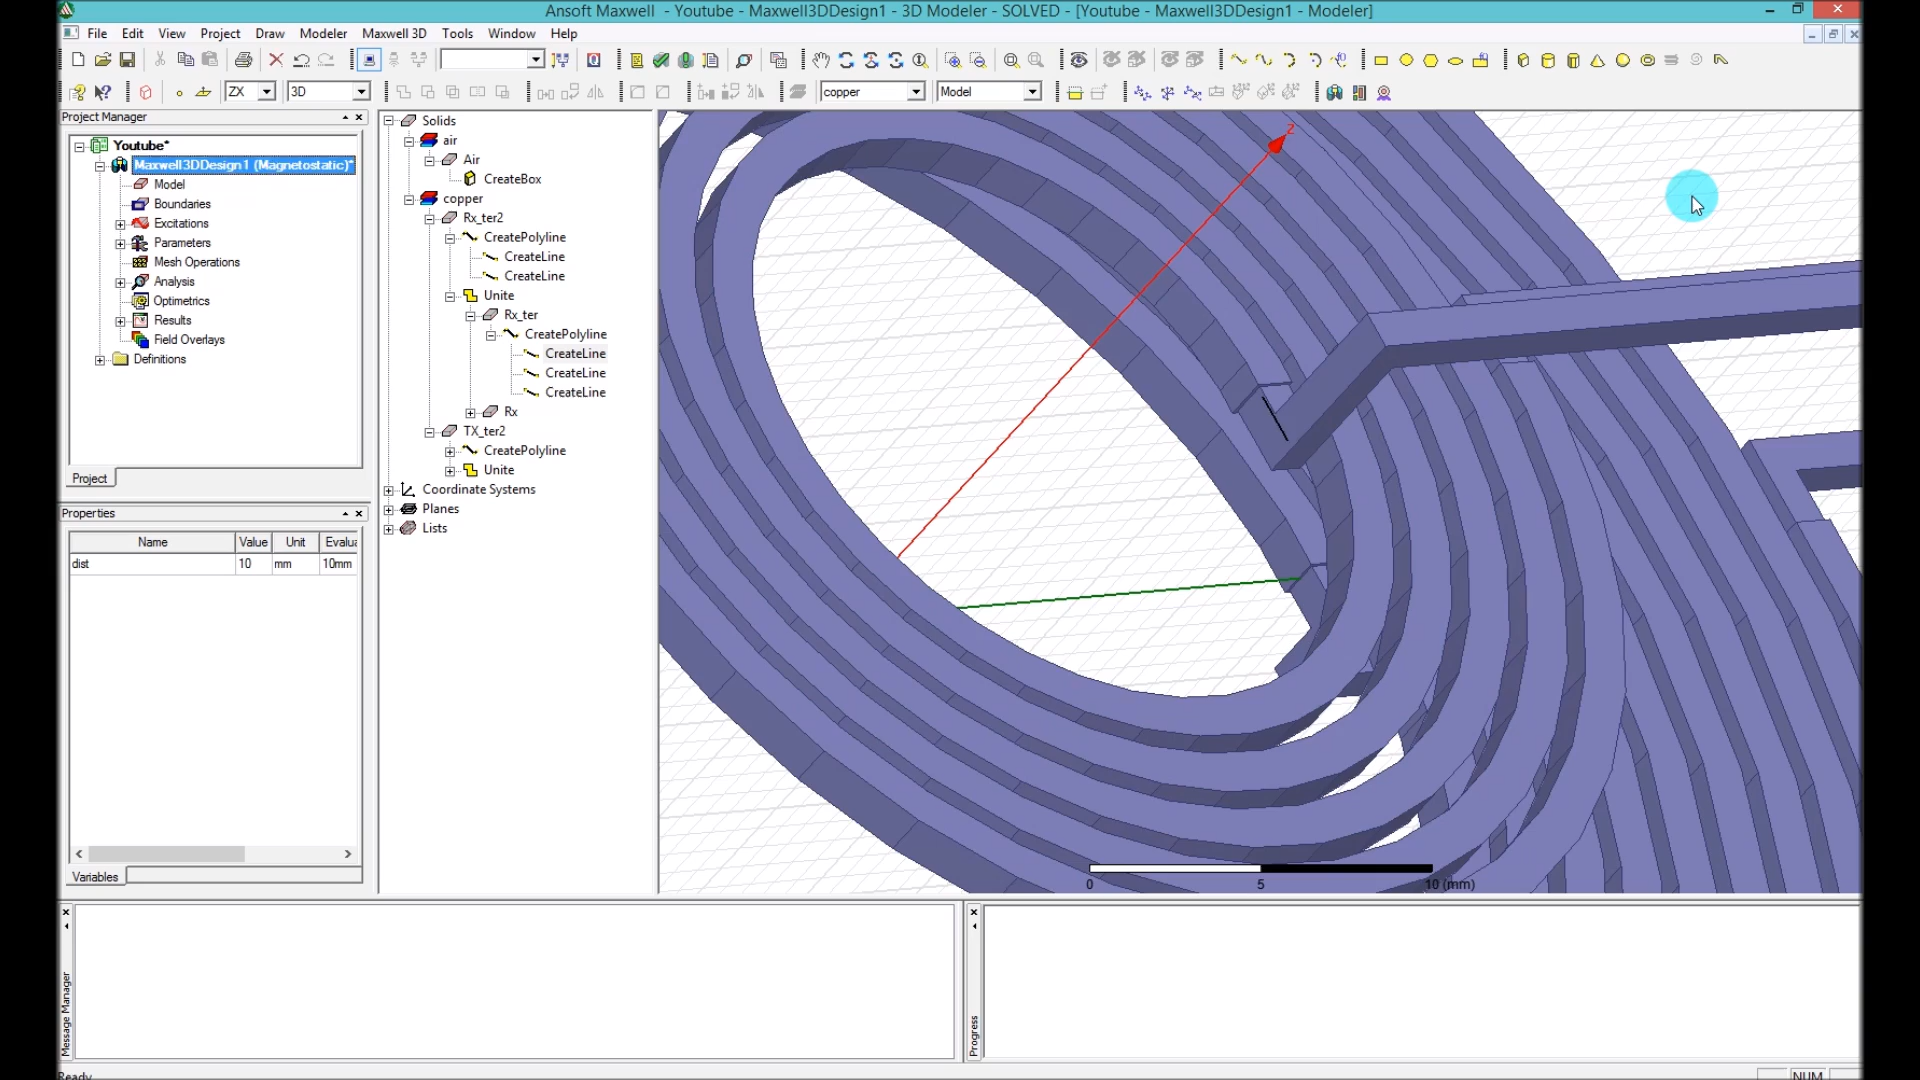 Ansoft Maxwell - Youtube - Maxwell3DDesign1 - 3D Modeler - SOLVED - [Youtube - Maxwell3DDesign1 - Modeler]
File Edit View Project Draw Modeler Maxwell 3D Tools Window Help
ZX 3D copper Model
Project Manager
Youtube*
Maxwell3DDesign1 (Magnetostatic)*
Model
Boundaries
Excitations
Parameters
Mesh Operations
Analysis
Optimetrics
Results
Field Overlays
Definitions
Project
Properties
Name Value Unit Evalua
dist 10 mm 10mm
Variables
Solids
air
Air
CreateBox
copper
Rx_ter2
CreatePolyline
CreateLine
CreateLine
Unite
Rx_ter
CreatePolyline
CreateLine
CreateLine
CreateLine
Rx
TX_ter2
CreatePolyline
Unite
Coordinate Systems
Planes
Lists
Z
0 5 10 (mm)
Message Manager
Progress
Ready
NUM